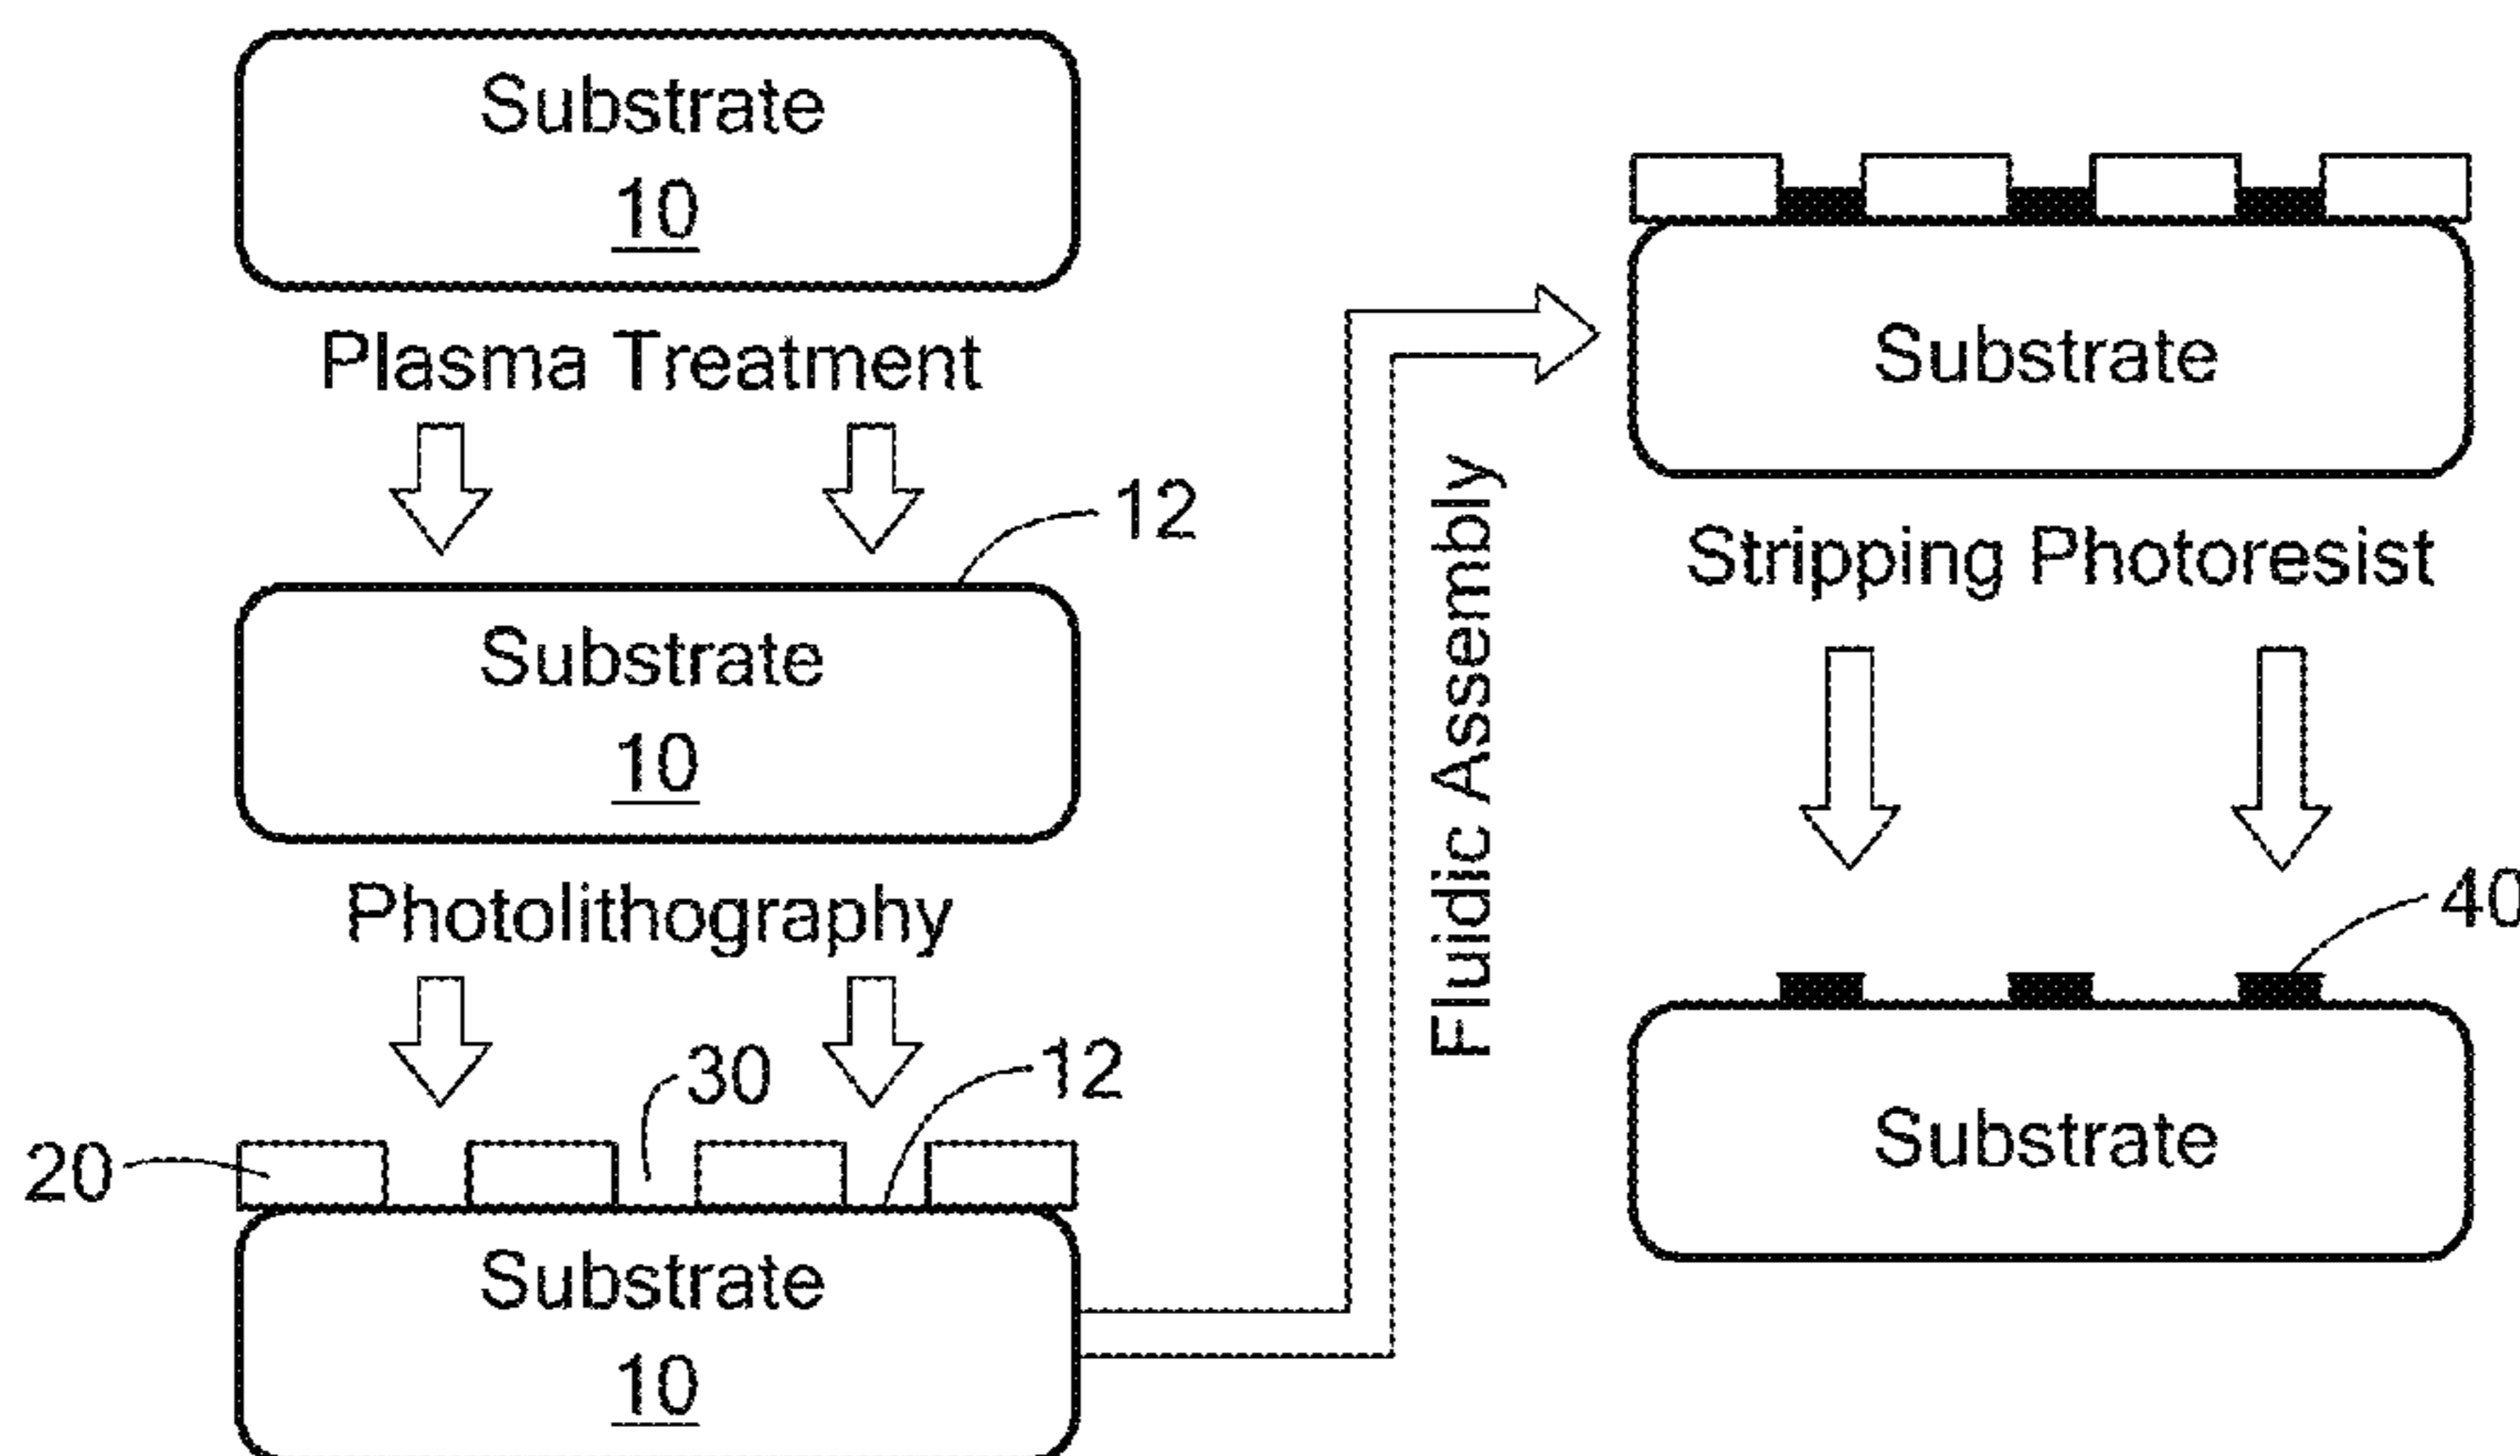 Substrate
10
Plasma Treatment
12
Substrate
10
Photolithography
30
12
20
Substrate
10
Fluidic Assembly
Substrate
Stripping Photoresist
40
Substrate